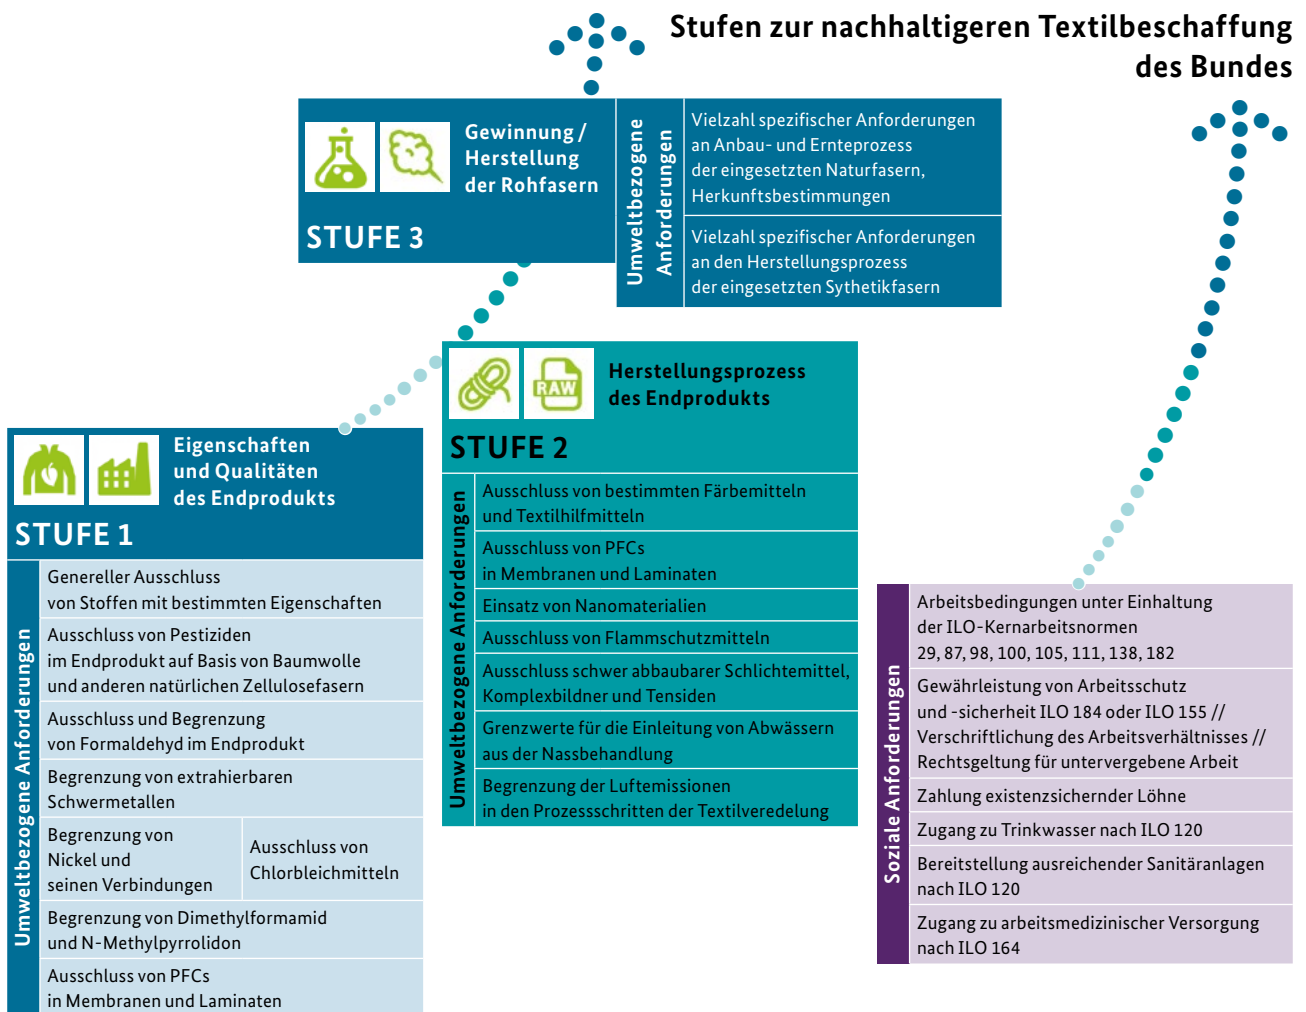 Stufen zur nachhaltigeren Textilbeschaffung
des Bundes
Gewinnung /
Herstellung
der Rohfasern
STUFE 3
Umweltbezogene
Anforderungen
Vielzahl spezifischer Anforderungen
an Anbau- und Ernteprozess
der eingesetzten Naturfasern,
Herkunftsbestimmungen
Vielzahl spezifischer Anforderungen
an den Herstellungsprozess
der eingesetzten Sythetikfasern
RAW
Herstellungsprozess
des Endprodukts
STUFE 2
Umweltbezogene Anforderungen
Ausschluss von bestimmten Färbemitteln
und Textilhilfmitteln
Ausschluss von PFCs
in Membranen und Laminaten
Einsatz von Nanomaterialien
Ausschluss von Flammschutzmitteln
Ausschluss schwer abbaubarer Schlichtemittel,
Komplexbildner und Tensiden
Grenzwerte für die Einleitung von Abwässern
aus der Nassbehandlung
Begrenzung der Luftemissionen
in den Prozessschritten der Textilveredelung
Eigenschaften
und Qualitäten
des Endprodukts
STUFE 1
Umweltbezogene Anforderungen
Genereller Ausschluss
von Stoffen mit bestimmten Eigenschaften
Ausschluss von Pestiziden
im Endprodukt auf Basis von Baumwolle
und anderen natürlichen Zellulosefasern
Ausschluss und Begrenzung
von Formaldehyd im Endprodukt
Begrenzung von extrahierbaren
Schwermetallen
Begrenzung von
Nickel und
seinen Verbindungen
Ausschluss von
Chlorbleichmitteln
Begrenzung von Dimethylformamid
und N-Methylpyrrolidon
Ausschluss von PFCs
in Membranen und Laminaten
Soziale Anforderungen
Arbeitsbedingungen unter Einhaltung
der ILO-Kernarbeitsnormen
29, 87, 98, 100, 105, 111, 138, 182
Gewährleistung von Arbeitsschutz
und -sicherheit ILO 184 oder ILO 155 //
Verschriftlichung des Arbeitsverhältnisses //
Rechtsgeltung für untervergebene Arbeit
Zahlung existenzsichernder Löhne
Zugang zu Trinkwasser nach ILO 120
Bereitstellung ausreichender Sanitäranlagen
nach ILO 120
Zugang zu arbeitsmedizinischer Versorgung
nach ILO 164